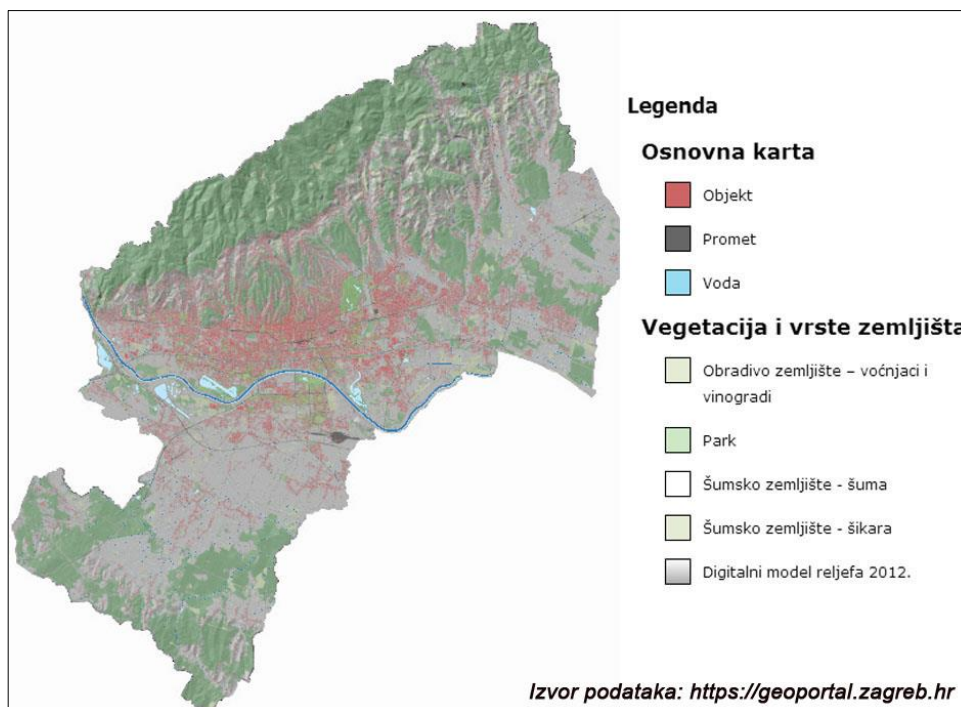 Legenda
Osnovna karta
Objekt
Promet
Voda
Vegetacija i vrste zemljišta
Obradivo zemljište – voćnjaci i
vinogradi
Park
Šumsko zemljište - šuma
Šumsko zemljište - šikara
Digitalni model reljefa 2012.
Izvor podataka: https://geoportal.zagreb.hr